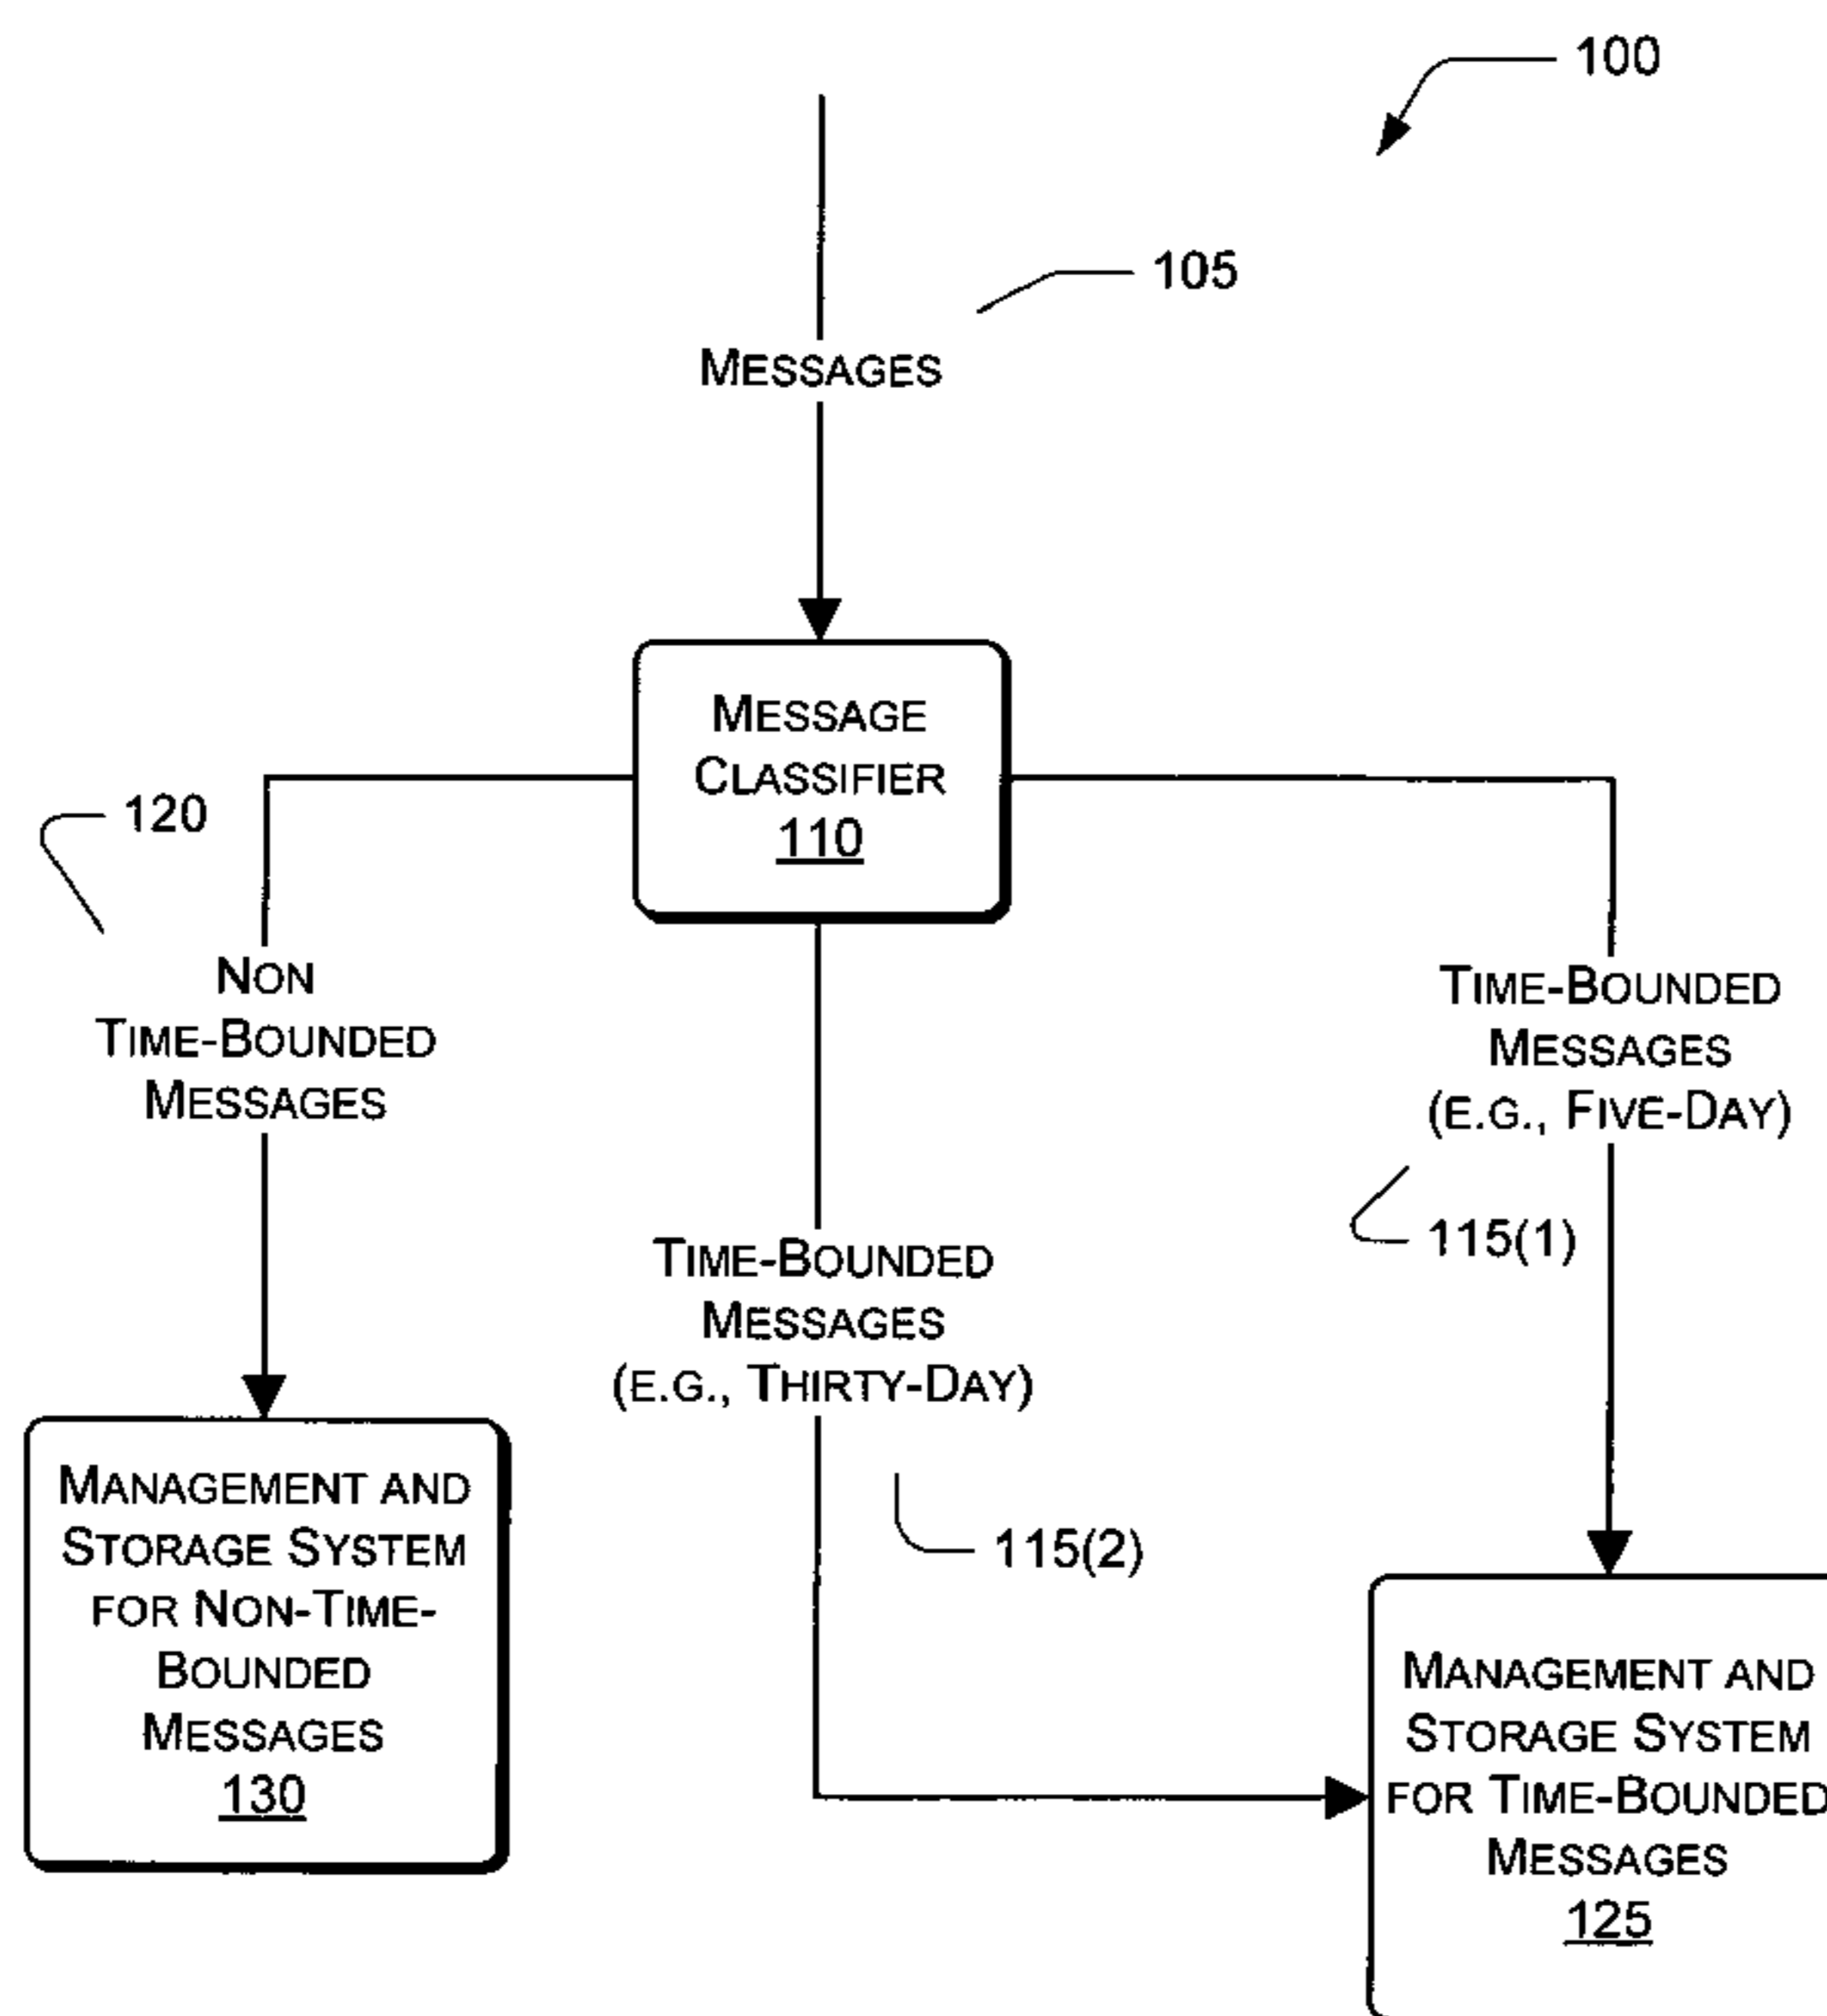 100
105
MESSAGES
MESSAGE
CLASSIFIER
110
120
NON
TIME-BOUNDED
MESSAGES
TIME-BOUNDED
MESSAGES
(E.G., FIVE-DAY)
115(1)
TIME-BOUNDED
MESSAGES
(E.G., THIRTY-DAY)
115(2)
MANAGEMENT AND
STORAGE SYSTEM
FOR NON-TIME-
BOUNDED
MESSAGES
130
MANAGEMENT AND
STORAGE SYSTEM
FOR TIME-BOUNDED
MESSAGES
125